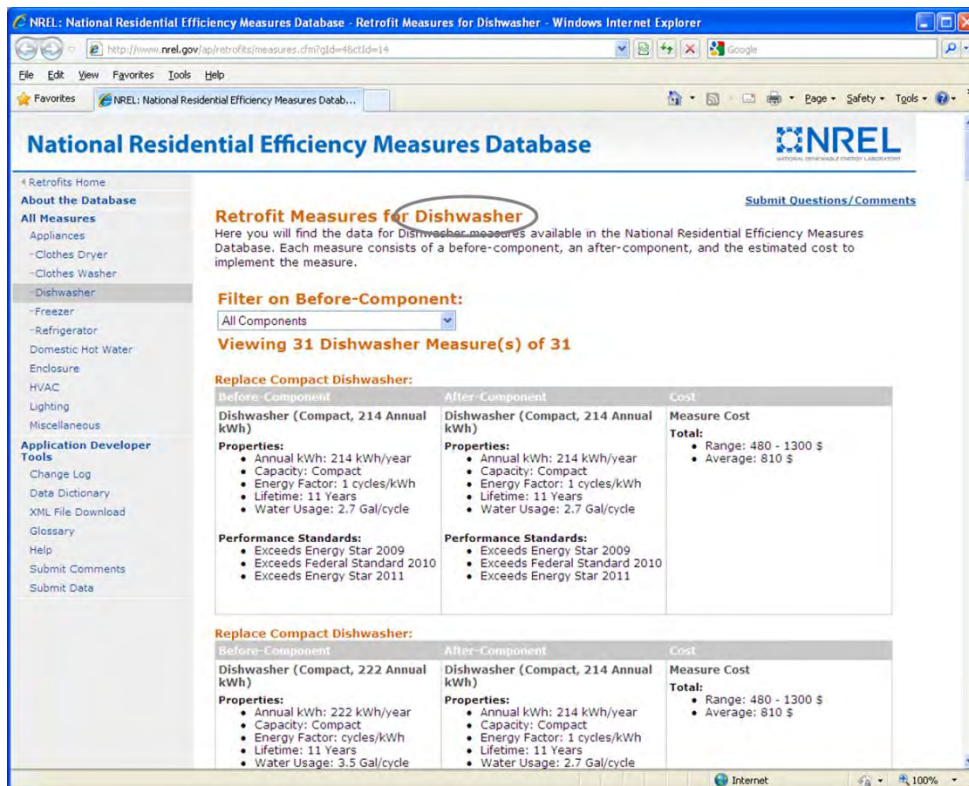 NREL: National Residential Efficiency Measures Database - Retrofit Measures for Dishwasher - Windows Internet Explorer
http://www.nrel.gov/ap/retrofits/measures.cfm?gId=4&ctId=14
Google
File Edit View Favorites Tools Help
Favorites
NREL: National Residential Efficiency Measures Datab...
Page Safety Tools
National Residential Efficiency Measures Database
NREL
NATIONAL RENEWABLE ENERGY LABORATORY
Retrofits Home
About the Database
All Measures
Appliances
-Clothes Dryer
-Clothes Washer
-Dishwasher
-Freezer
-Refrigerator
Domestic Hot Water
Enclosure
HVAC
Lighting
Miscellaneous
Application Developer
Tools
Change Log
Data Dictionary
XML File Download
Glossary
Help
Submit Comments
Submit Data
Submit Questions/Comments
Retrofit Measures for Dishwasher
Here you will find the data for Dishwasher measures available in the National Residential Efficiency Measures
Database. Each measure consists of a before-component, an after-component, and the estimated cost to
implement the measure.
Filter on Before-Component:
All Components
Viewing 31 Dishwasher Measure(s) of 31
Replace Compact Dishwasher:
Before-Component
Dishwasher (Compact, 214 Annual
kWh)
Properties:
• Annual kWh: 214 kWh/year
• Capacity: Compact
• Energy Factor: 1 cycles/kWh
• Lifetime: 11 Years
• Water Usage: 2.7 Gal/cycle
Performance Standards:
• Exceeds Energy Star 2009
• Exceeds Federal Standard 2010
• Exceeds Energy Star 2011
After-Component
Dishwasher (Compact, 214 Annual
kWh)
Properties:
• Annual kWh: 214 kWh/year
• Capacity: Compact
• Energy Factor: 1 cycles/kWh
• Lifetime: 11 Years
• Water Usage: 2.7 Gal/cycle
Performance Standards:
• Exceeds Energy Star 2009
• Exceeds Federal Standard 2010
• Exceeds Energy Star 2011
Cost
Measure Cost
Total:
• Range: 480 - 1300 $
• Average: 810 $
Replace Compact Dishwasher:
Before-Component
Dishwasher (Compact, 222 Annual
kWh)
Properties:
• Annual kWh: 222 kWh/year
• Capacity: Compact
• Energy Factor: cycles/kWh
• Lifetime: 11 Years
• Water Usage: 3.5 Gal/cycle
After-Component
Dishwasher (Compact, 214 Annual
kWh)
Properties:
• Annual kWh: 214 kWh/year
• Capacity: Compact
• Energy Factor: 1 cycles/kWh
• Lifetime: 11 Years
• Water Usage: 2.7 Gal/cycle
Cost
Measure Cost
Total:
• Range: 480 - 1300 $
• Average: 810 $
Internet
100%